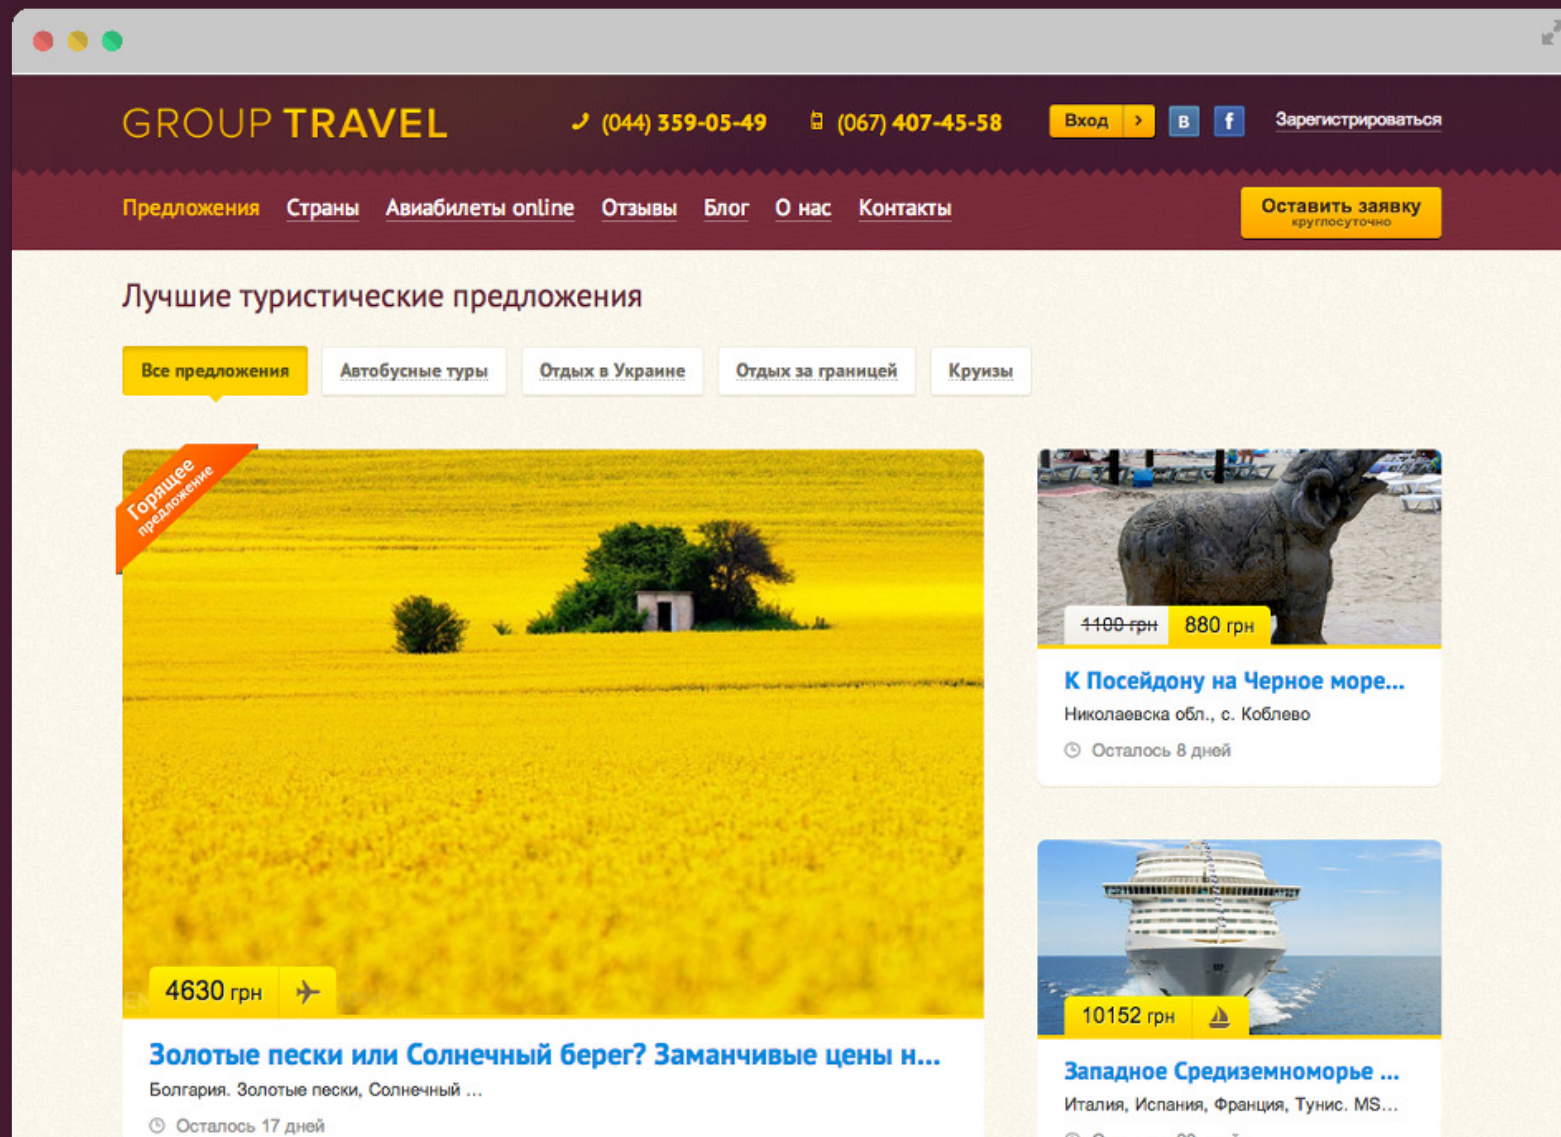 GROUP TRAVEL
(044) 359-05-49
(067) 407-45-58
Вход
В
f
Зарегистрироваться
Предложения Страны Авиабилеты online Отзывы Блог О нас Контакты
Оставить заявку
круглосуточно
Лучшие туристические предложения
Все предложения Автобусные туры Отдых в Украине Отдых за границей Круизы
Горящее
предложение
4630 грн
Золотые пески или Солнечный берег? Заманчивые цены н...
Болгария. Золотые пески, Солнечный ...
Осталось 17 дней
1100 грн 880 грн
К Посейдону на Черное море...
Николаевска обл., с. Коблево
Осталось 8 дней
10152 грн
Западное Средиземноморье ...
Италия, Испания, Франция, Тунис. MS...